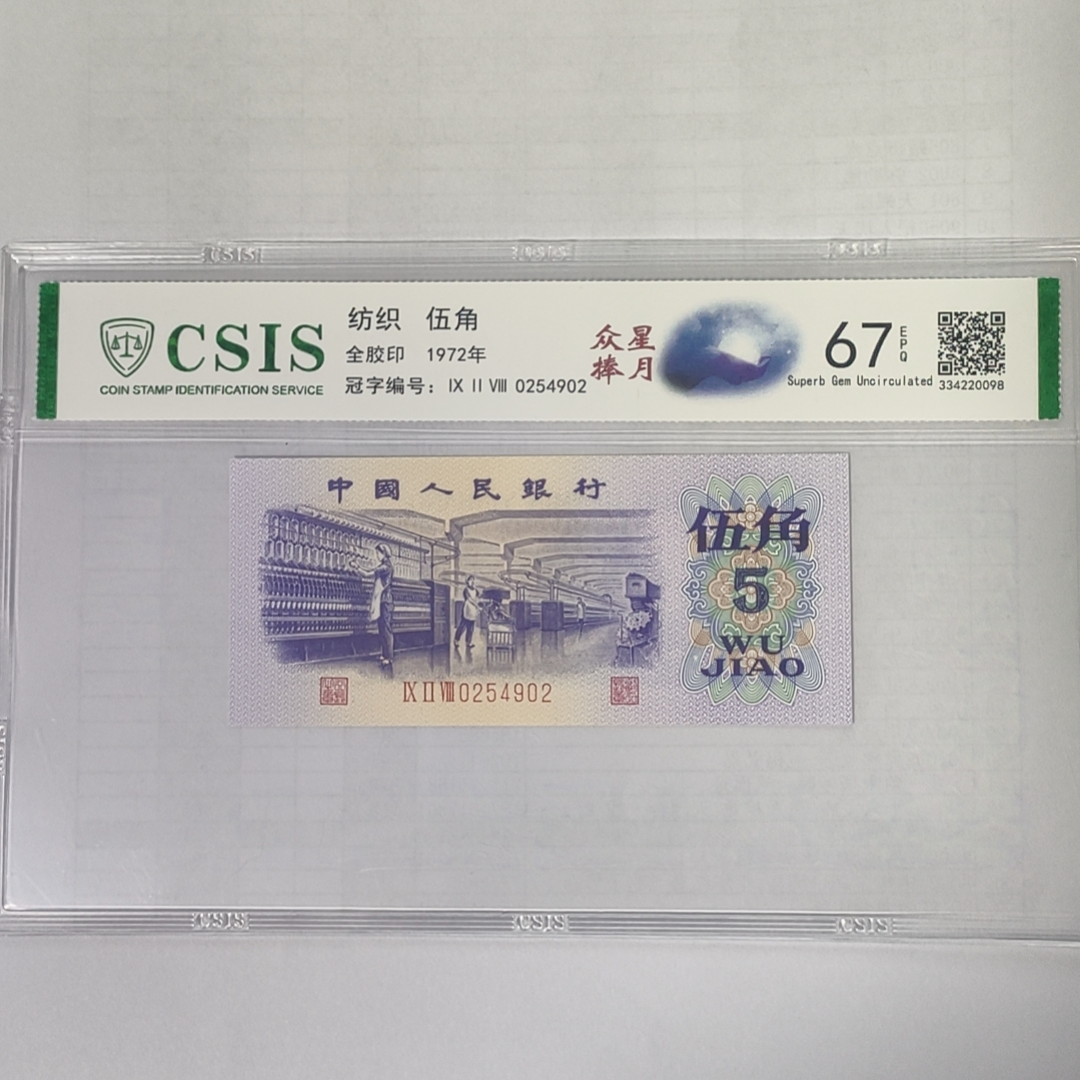 CSIS CSIS CSIS
CSIS
COIN STAMP IDENTIFICATION SERVICE
纺织 伍角
全胶印 1972年
冠字编号: IX II VIII 0254902
众星
捧月
67 EPQ
Superb Gem Uncirculated
334220098
中國人民銀行
伍角
5
WU
JIAO
IX II VIII 0254902
CSIS CSIS CSIS